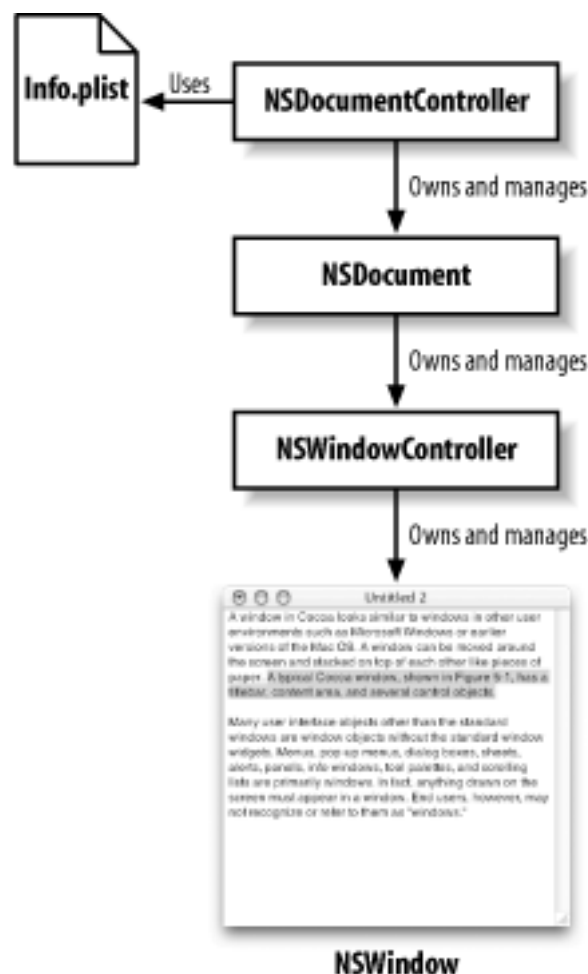 Info.plist
Uses
NSDocumentController
Owns and manages
NSDocument
Owns and manages
NSWindowController
Owns and manages
Untitled 2
A window in Cocoa looks similar to windows in other user
environments such as Microsoft Windows or earlier
versions of the Mac OS. A window can be moved around
the screen and stacked on top of each other like pieces of
paper. A typical Cocoa window, shown in Figure 5-1, has a
titlebar, content area, and several control objects.
Many user interface objects other than the standard
windows are window objects without the standard window
widgets. Menus, pop-up menus, dialog boxes, sheets,
alerts, panels, info windows, tool palettes, and scrolling
lists are primarily windows. In fact, anything drawn on the
screen must appear in a window. End users, however, may
not recognize or refer to them as "windows."
NSWindow